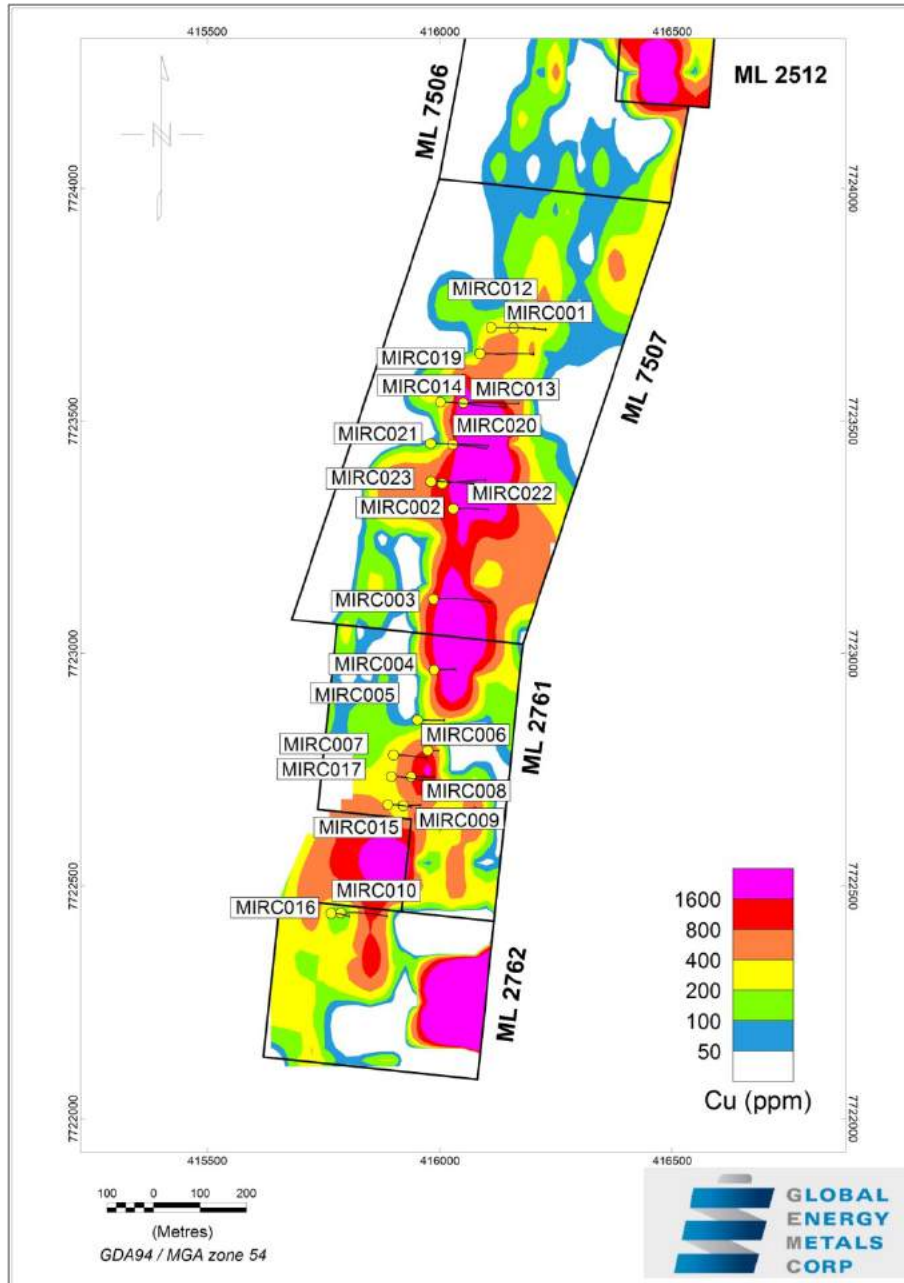 415500 416000 416500
ML 7506
ML 2512
N
7724000 7724000
MIRC012
MIRC001
MIRC019
ML 7507
MIRC014 MIRC013
7723500 7723500
MIRC020
MIRC021
MIRC023
MIRC022
MIRC002
MIRC003
7723000 7723000
MIRC004
MIRC005
ML 2761
MIRC006
MIRC007
MIRC017
MIRC008
MIRC009
MIRC015
MIRC010
7722500 7722500
MIRC016
ML 2762
1600
800
400
200
100
50
Cu (ppm)
7722000 7722000
415500 416000 416500
100 0 100 200
(Metres)
GDA94 / MGA zone 54
GLOBAL
ENERGY
METALS
CORP